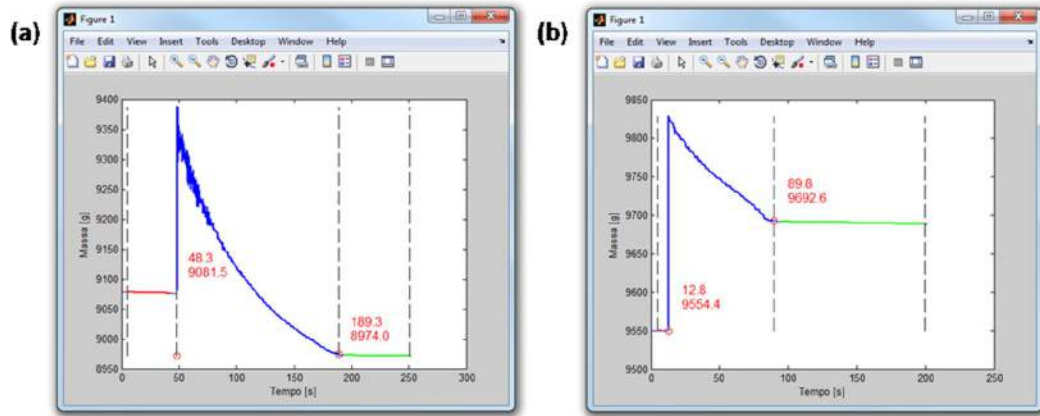 (a)
Figure 1
File Edit View Insert Tools Desktop Window Help
9400
9350
9300
9250
9200
9150
9100
9050
9000
8950
Massa [g]
48.3
9081.5
189.3
8974.0
0 50 100 150 200 250 300
Tempo [s]
(b)
Figure 1
File Edit View Insert Tools Desktop Window Help
9850
9800
9750
9700
9650
9600
9550
9500
Massa [g]
89.8
9692.6
12.8
9554.4
0 50 100 150 200 250
Tempo [s]